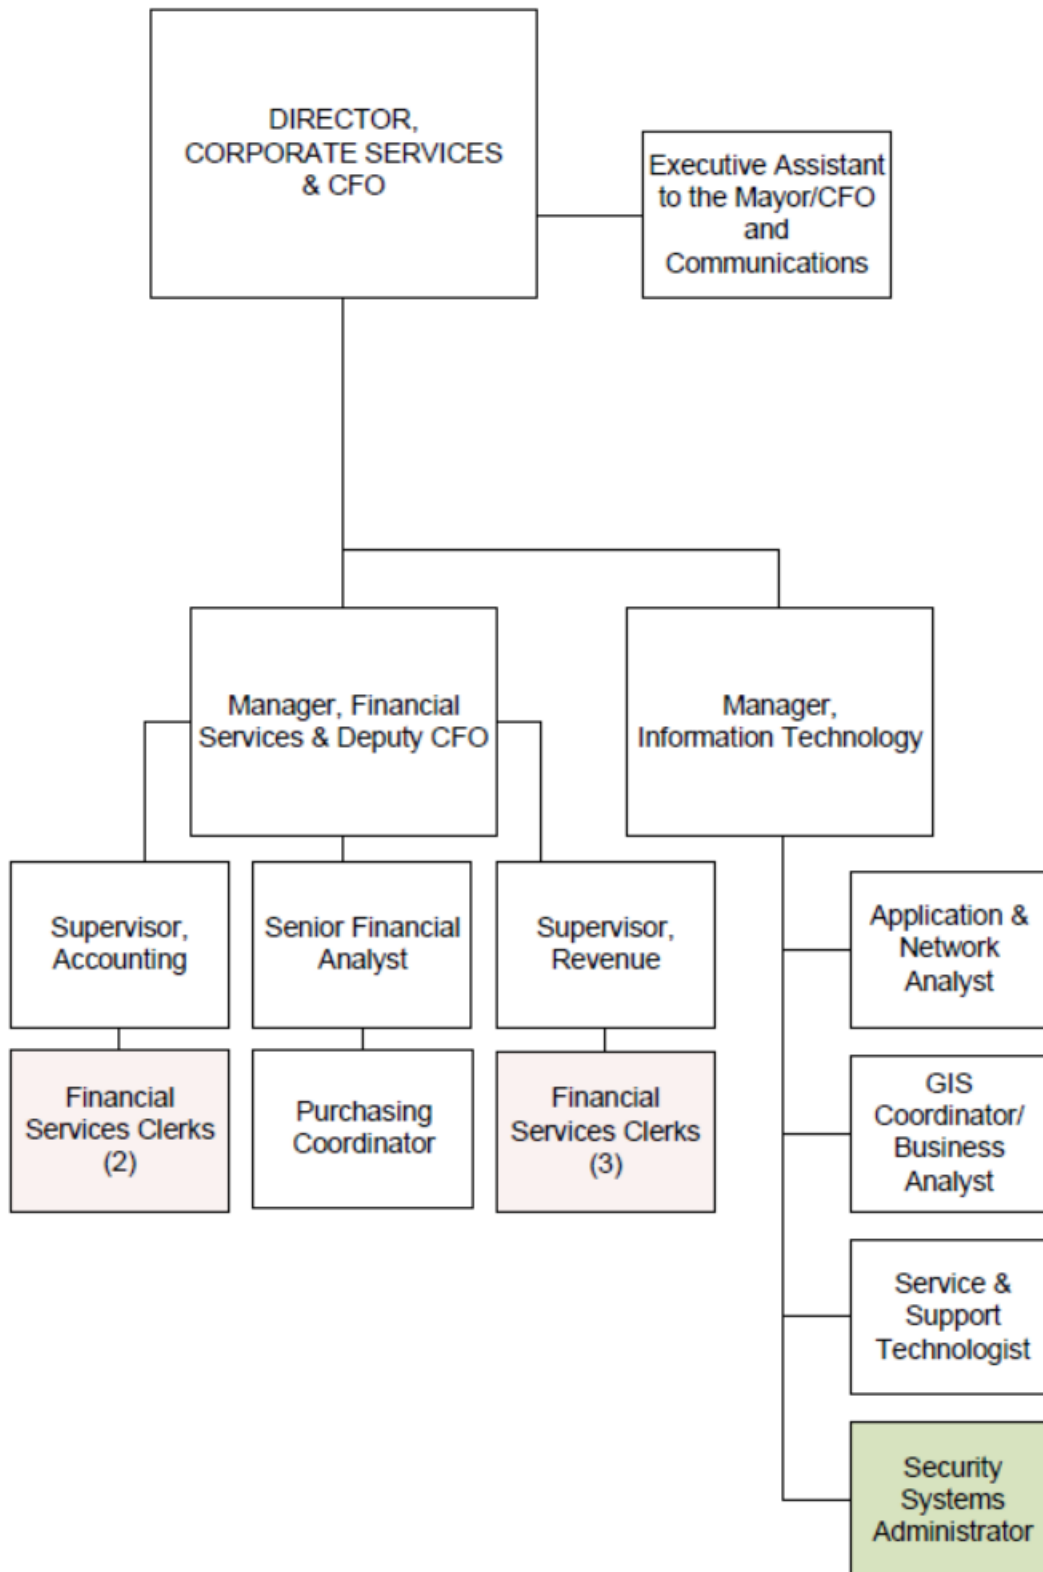 DIRECTOR,
CORPORATE SERVICES
& CFO
Executive Assistant
to the Mayor/CFO
and
Communications
Manager, Financial
Services & Deputy CFO
Manager,
Information Technology
Supervisor,
Accounting
Senior Financial
Analyst
Supervisor,
Revenue
Financial
Services Clerks
(2)
Purchasing
Coordinator
Financial
Services Clerks
(3)
Application &
Network
Analyst
GIS
Coordinator/
Business
Analyst
Service &
Support
Technologist
Security
Systems
Administrator